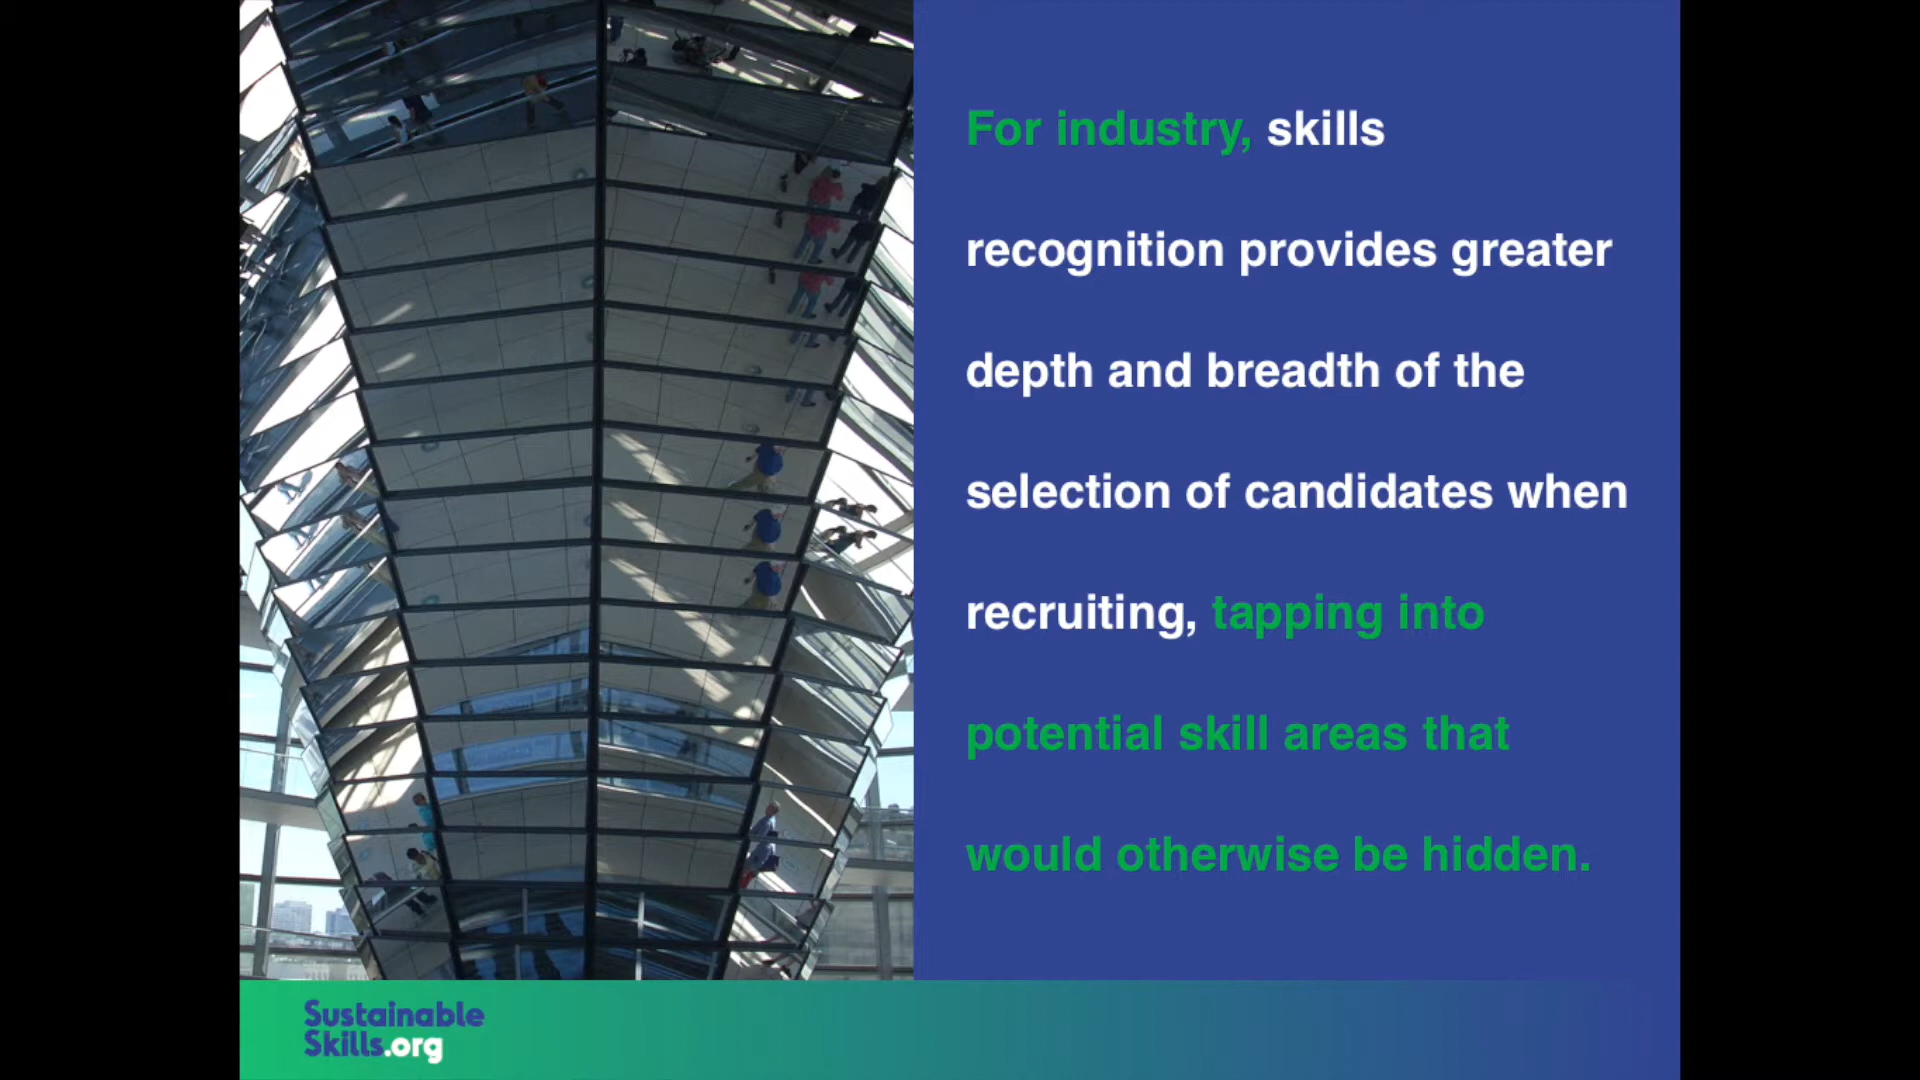 For industry, skills
recognition provides greater
depth and breadth of the
selection of candidates when
recruiting, tapping into
potential skill areas that
would otherwise be hidden.
Sustainable
Skills.org